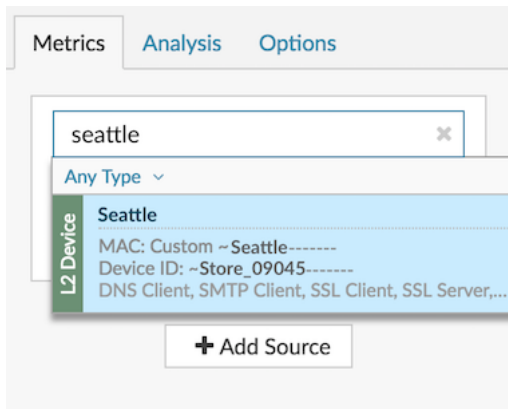 Metrics Analysis Options
seattle
Any Type
L2 Device
Seattle
MAC: Custom ~Seattle-------
Device ID: ~Store_09045-------
DNS Client, SMTP Client, SSL Client, SSL Server,...
Add Source